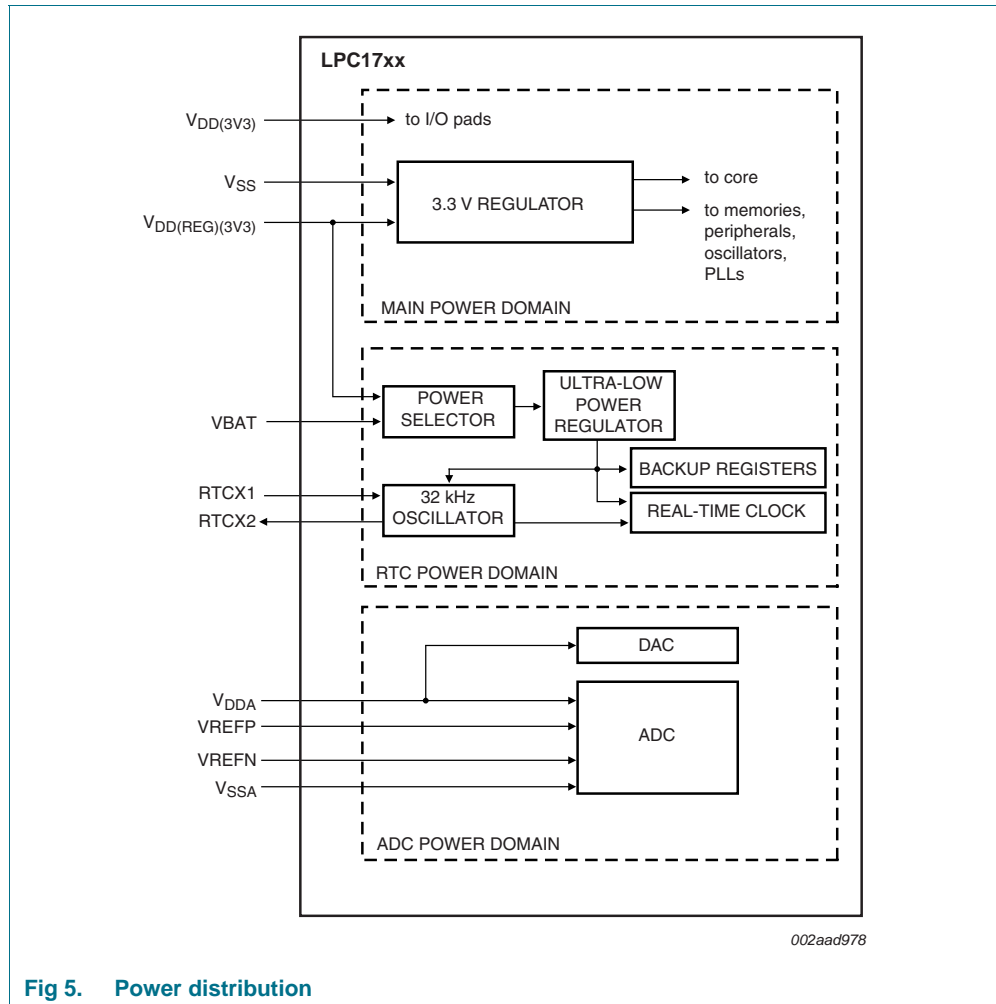 LPC17xx
VDD(3V3)
to I/O pads
VSS
VDD(REG)(3V3)
3.3 V REGULATOR
to core
to memories,
peripherals,
oscillators,
PLLs
MAIN POWER DOMAIN
VBAT
POWER
SELECTOR
ULTRA-LOW
POWER
REGULATOR
BACKUP REGISTERS
RTCX1
RTCX2
32 kHz
OSCILLATOR
REAL-TIME CLOCK
RTC POWER DOMAIN
DAC
VDDA
VREFP
VREFN
VSSA
ADC
ADC POWER DOMAIN
002aad978
Fig 5. Power distribution